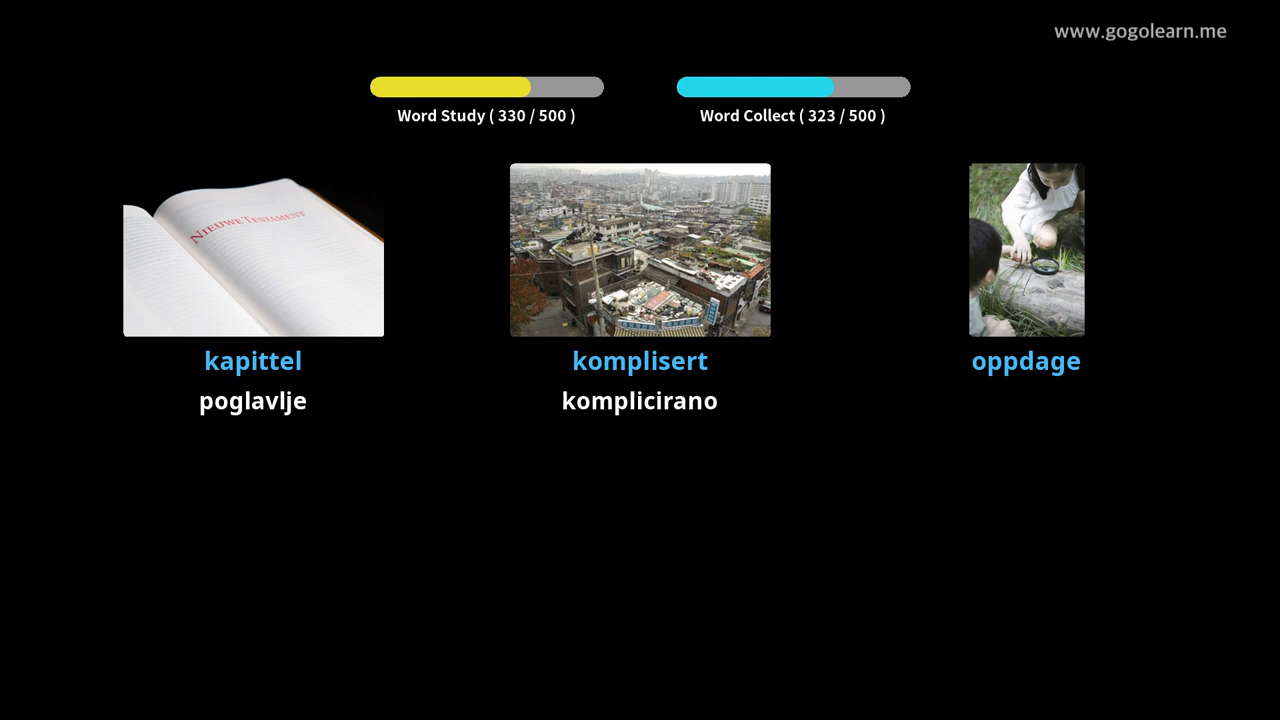 www.gogolearn.me
Word Study ( 330 / 500 )
Word Collect ( 323 / 500 )
NIEUWE TESTAMENT
kapittel
komplisert
oppdage
poglavlje
komplicirano